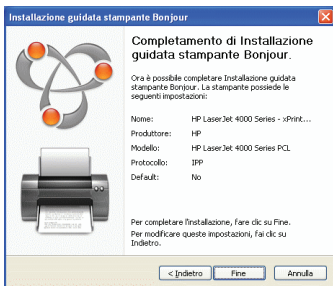 Installazione guidata stampante Bonjour
Completamento di Installazione
guidata stampante Bonjour.
Ora è possibile completare Installazione guidata
stampante Bonjour. La stampante possiede le
seguenti impostazioni:
Nome: HP LaserJet 4000 Series - xPrint...
Produttore: HP
Modello: HP LaserJet 4000 Series PCL
Protocollo: IPP
Default: No
Per completare l'installazione, fare clic su Fine.
Per modificare queste impostazioni, fai clic su
Indietro.
< Indietro Fine Annulla